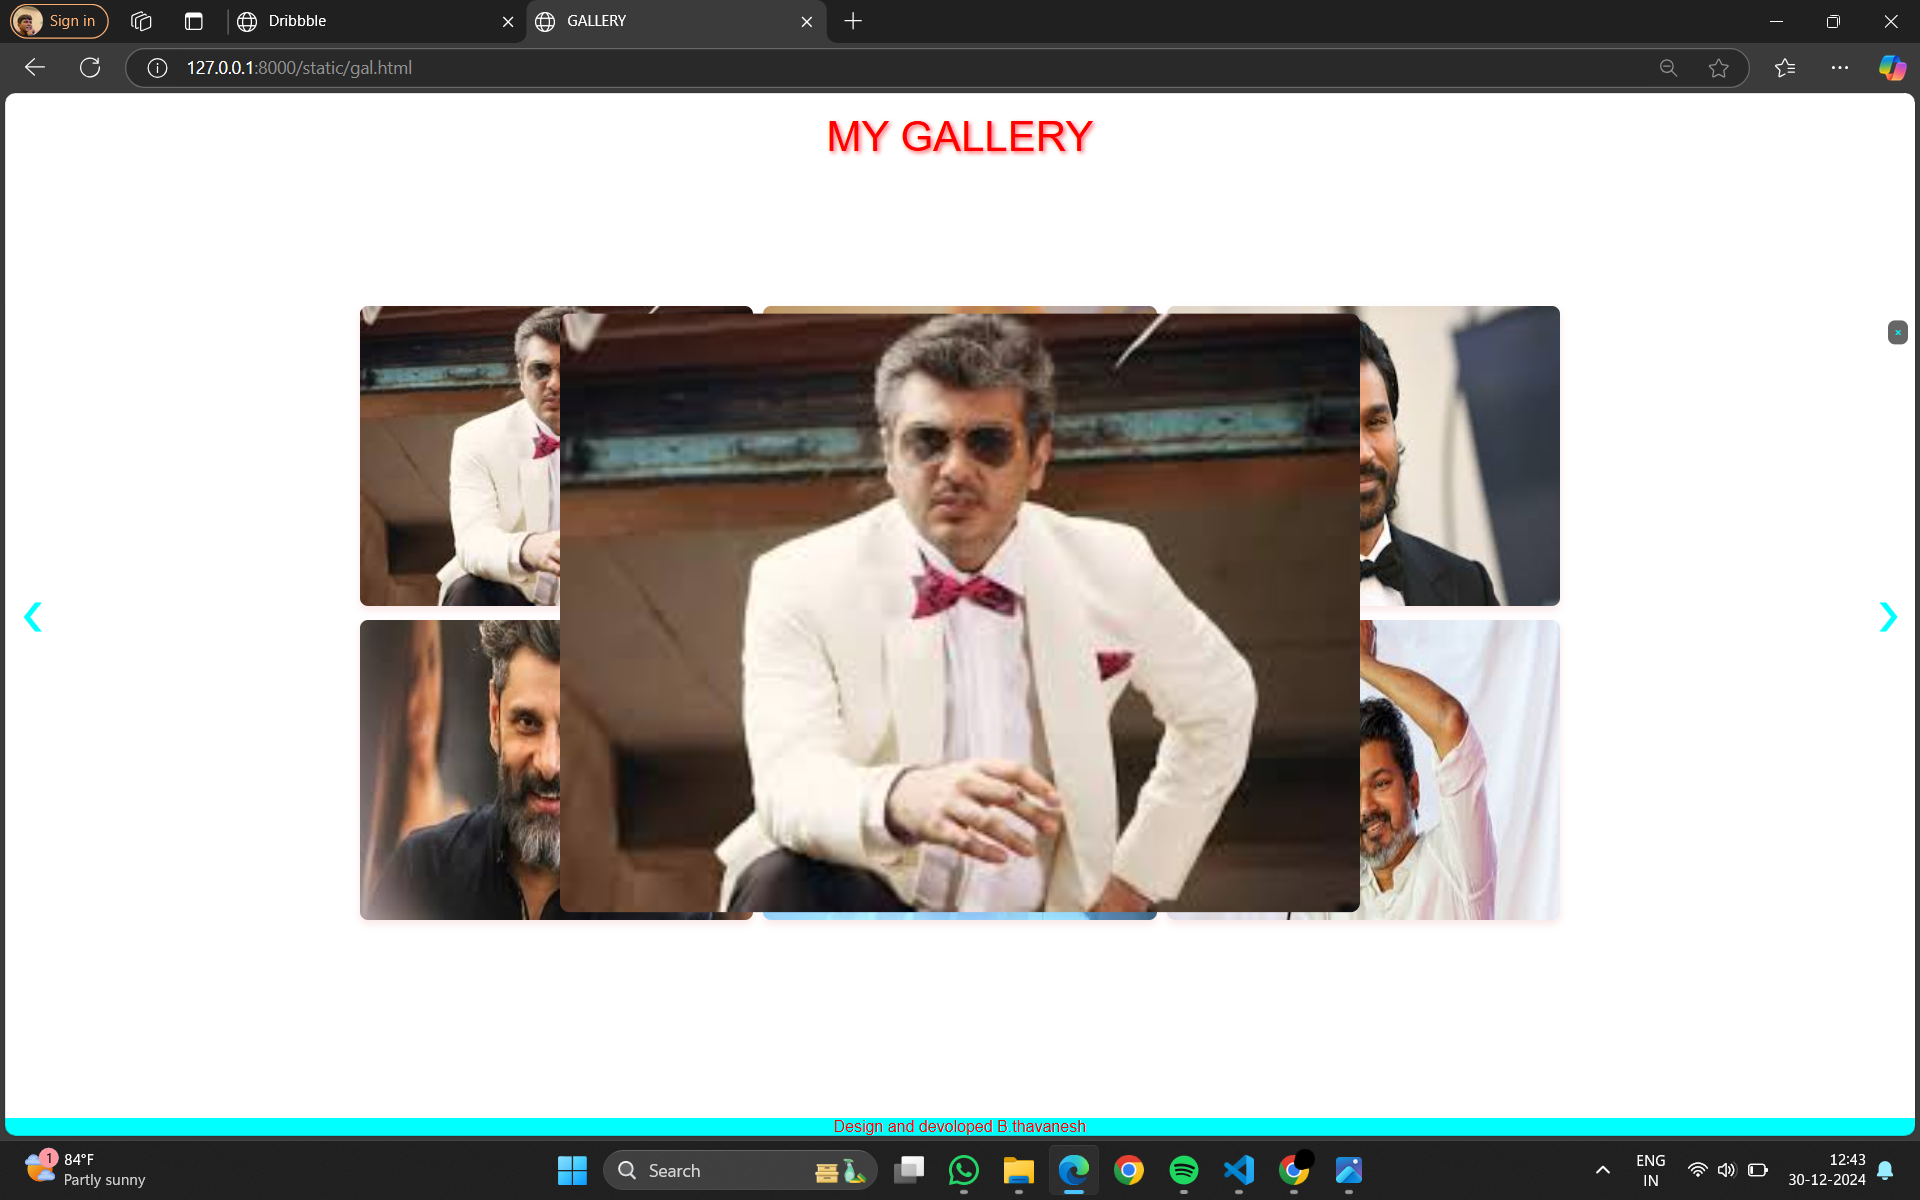 Sign in
Dribbble
GALLERY
127.0.0.1:8000/static/gal.html
MY GALLERY
Design and devoloped B.thavanesh
1
84°F
Partly sunny
Search
ENG
IN
12:43
30-12-2024